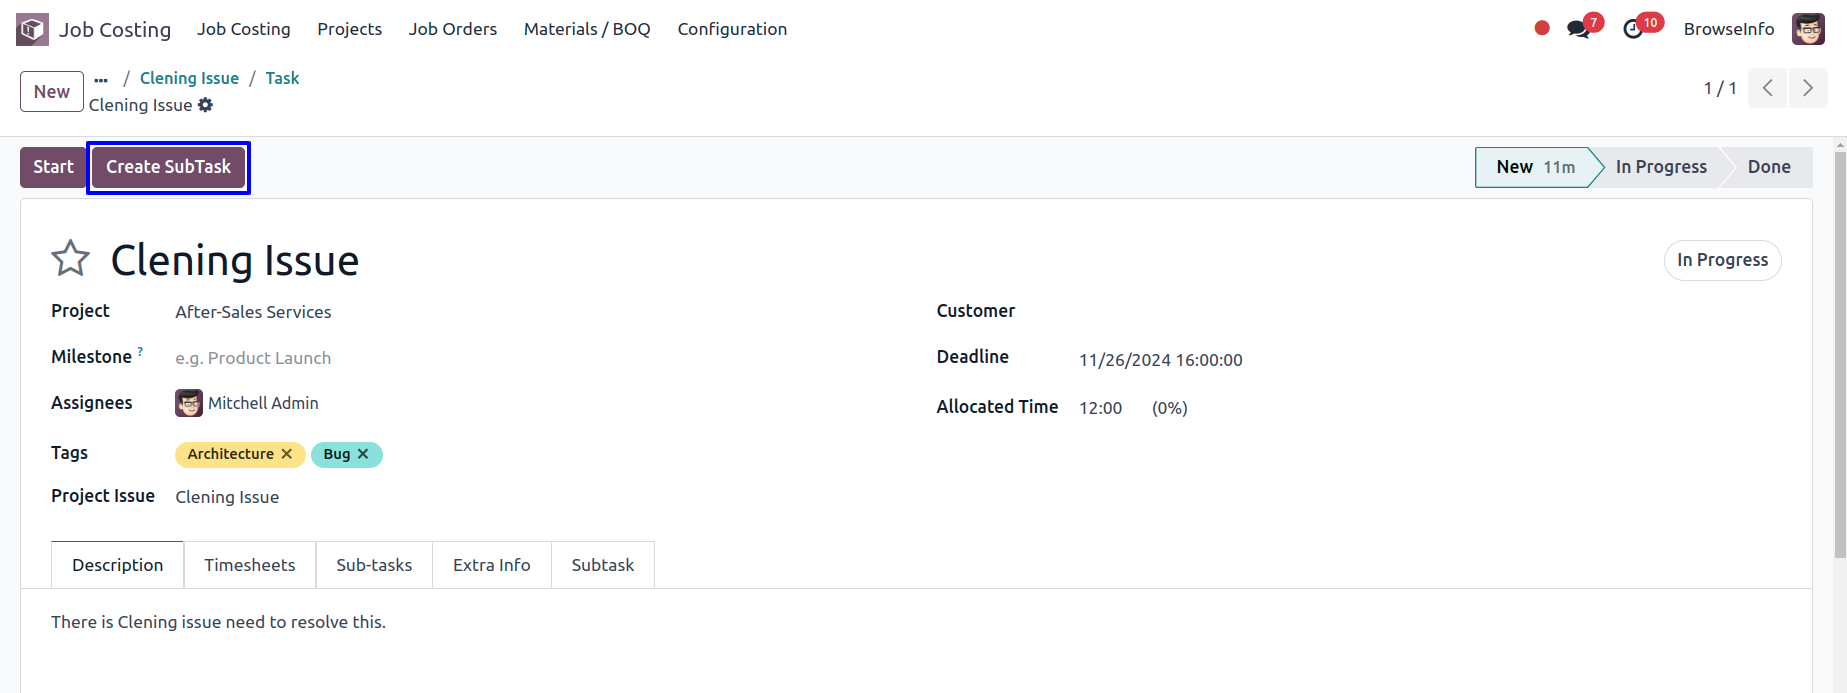 Job Costing Job Costing Projects Job Orders Materials / BOQ Configuration 7 10 BrowseInfo
New ... / Clening Issue / Task
Clening Issue
1 / 1
Start Create SubTask New 11m In Progress Done
Clening Issue In Progress
Project After-Sales Services Customer
Milestone ? e.g. Product Launch Deadline 11/26/2024 16:00:00
Assignees Mitchell Admin Allocated Time 12:00 (0%)
Tags Architecture ✕ Bug ✕
Project Issue Clening Issue
Description Timesheets Sub-tasks Extra Info Subtask
There is Clening issue need to resolve this.